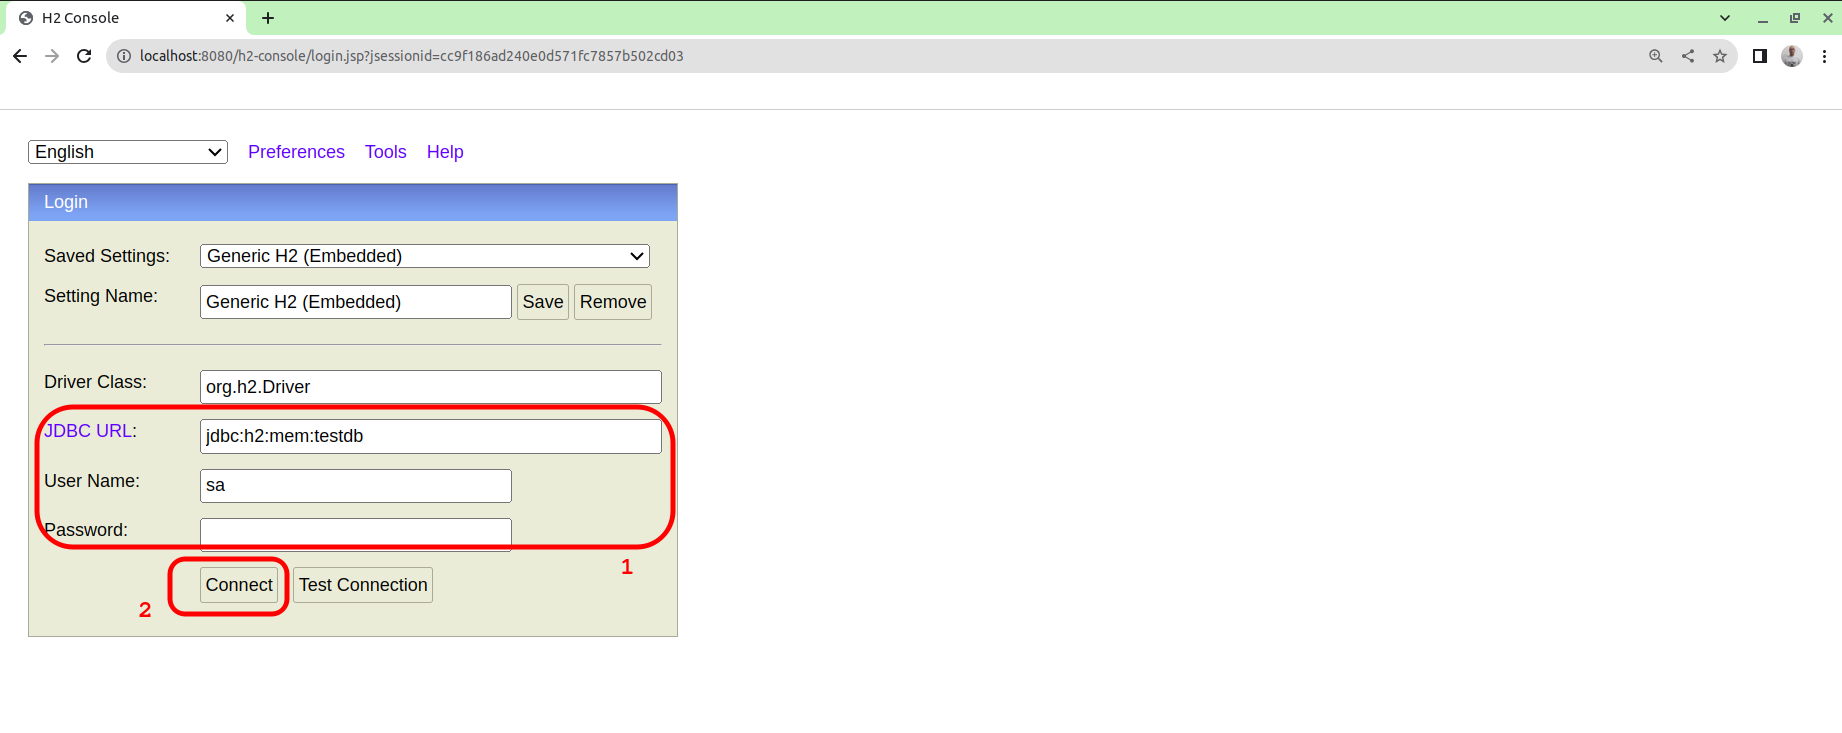 H2 Console
localhost:8080/h2-console/login.jsp?jsessionid=cc9f186ad240e0d571fc7857b502cd03
English Preferences Tools Help
Login
Saved Settings: Generic H2 (Embedded)
Setting Name: Generic H2 (Embedded) Save Remove
Driver Class: org.h2.Driver
JDBC URL: jdbc:h2:mem:testdb
User Name: sa
Password:
1
Connect Test Connection
2